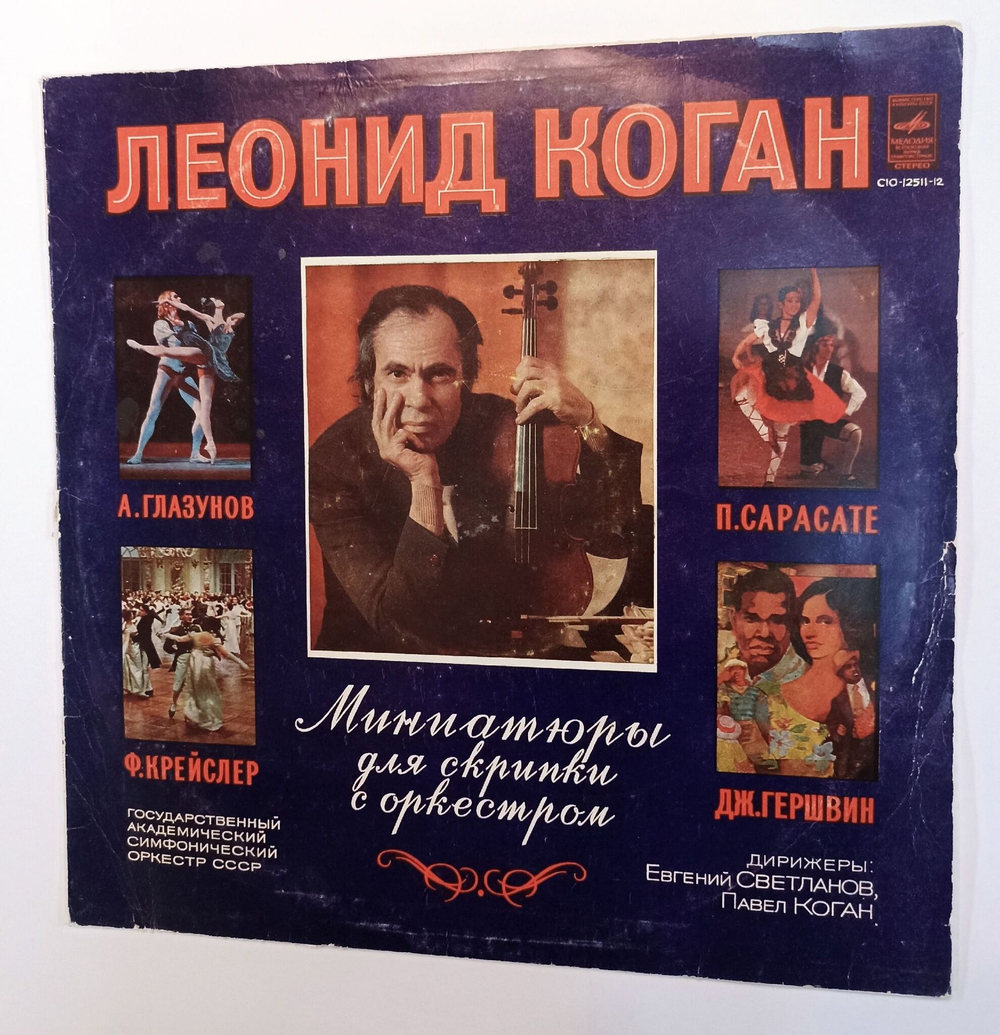 ЛЕОНИД КОГАН
МЕЛОДИЯ
СТЕРЕО
С10-12511-12
А.ГЛАЗУНОВ
П.САРАСАТЕ
Ф.КРЕЙСЛЕР
ДЖ.ГЕРШВИН
Миниатюры
для скрипки
с оркестром
ГОСУДАРСТВЕННЫЙ
АКАДЕМИЧЕСКИЙ
СИМФОНИЧЕСКИЙ
ОРКЕСТР СССР
ДИРИЖЕРЫ:
ЕВГЕНИЙ СВЕТЛАНОВ,
ПАВЕЛ КОГАН